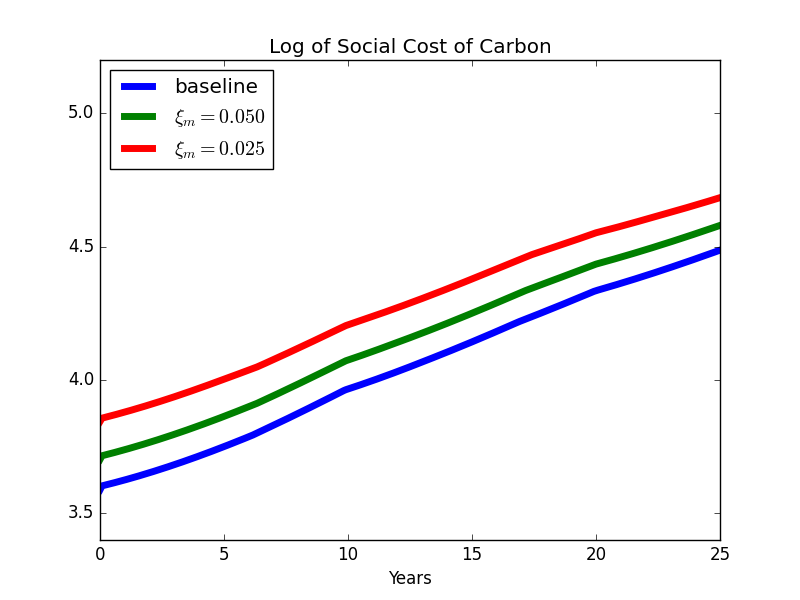 Log of Social Cost of Carbon
baseline
ξₘ = 0.050
ξₘ = 0.025
5.0
4.5
4.0
3.5
0 5 10 15 20 25
Years